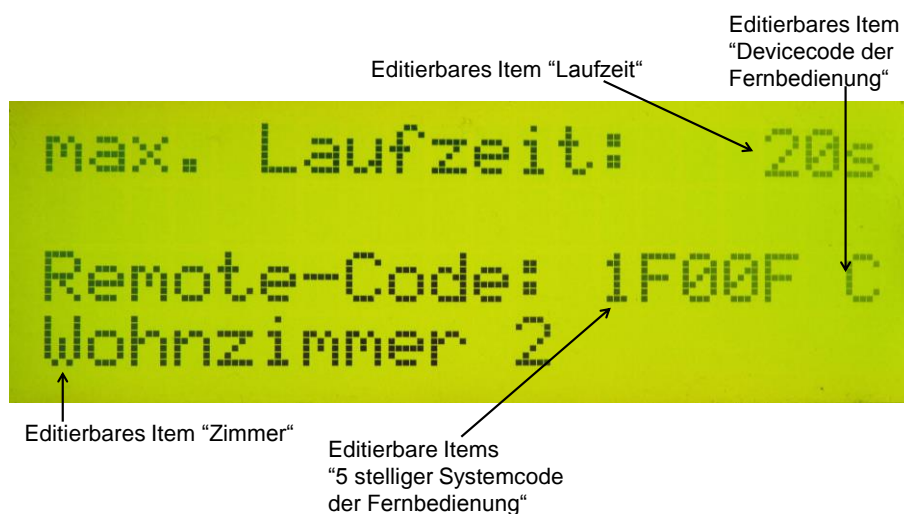 Editierbares Item
“Devicecode der
Fernbedienung“
Editierbares Item “Laufzeit“
max. Laufzeit: 20s
Remote-Code: 1F00F C
Wohnzimmer 2
Editierbares Item “Zimmer“
Editierbare Items
“5 stelliger Systemcode
der Fernbedienung“